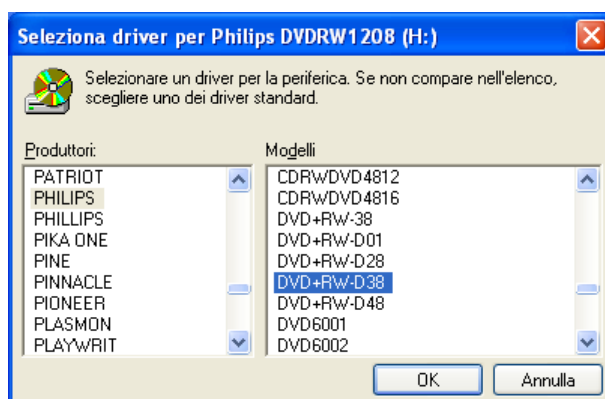 Seleziona driver per Philips DVDRW1208 (H:)
Selezionare un driver per la periferica. Se non compare nell'elenco,
scegliere uno dei driver standard.
Produttori:
PATRIOT
PHILIPS
PHILLIPS
PIKA ONE
PINE
PINNACLE
PIONEER
PLASMON
PLAYWRIT
Modelli
CDRWDVD4812
CDRWDVD4816
DVD+RW-38
DVD+RW-D01
DVD+RW-D28
DVD+RW-D38
DVD+RW-D48
DVD6001
DVD6002
OK
Annulla